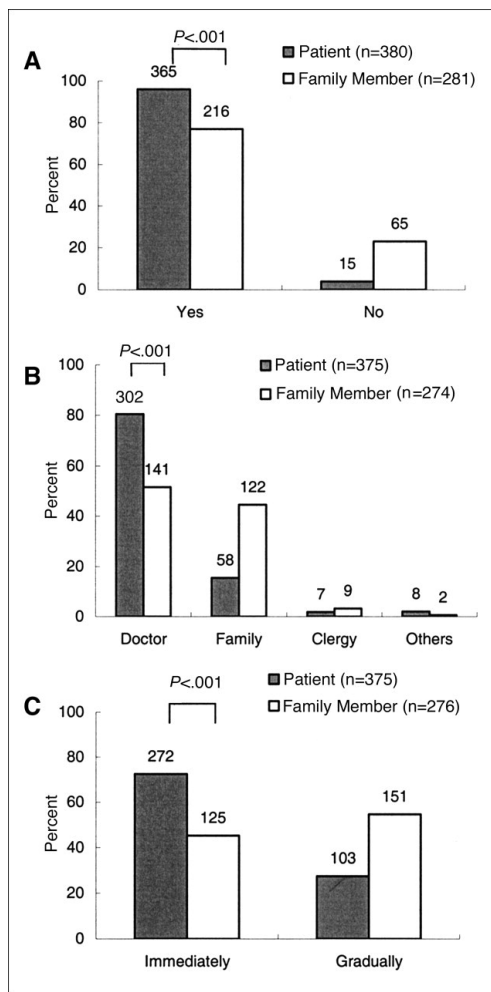 A
P<.001
Patient (n=380)
Family Member (n=281)
365
216
65
15
100
80
60
40
20
0
Percent
Yes
No
B
P<.001
Patient (n=375)
Family Member (n=274)
302
141
58
122
7
9
8
2
100
80
60
40
20
0
Percent
Doctor
Family
Clergy
Others
C
P<.001
Patient (n=375)
Family Member (n=276)
272
125
103
151
100
80
60
40
20
0
Percent
Immediately
Gradually